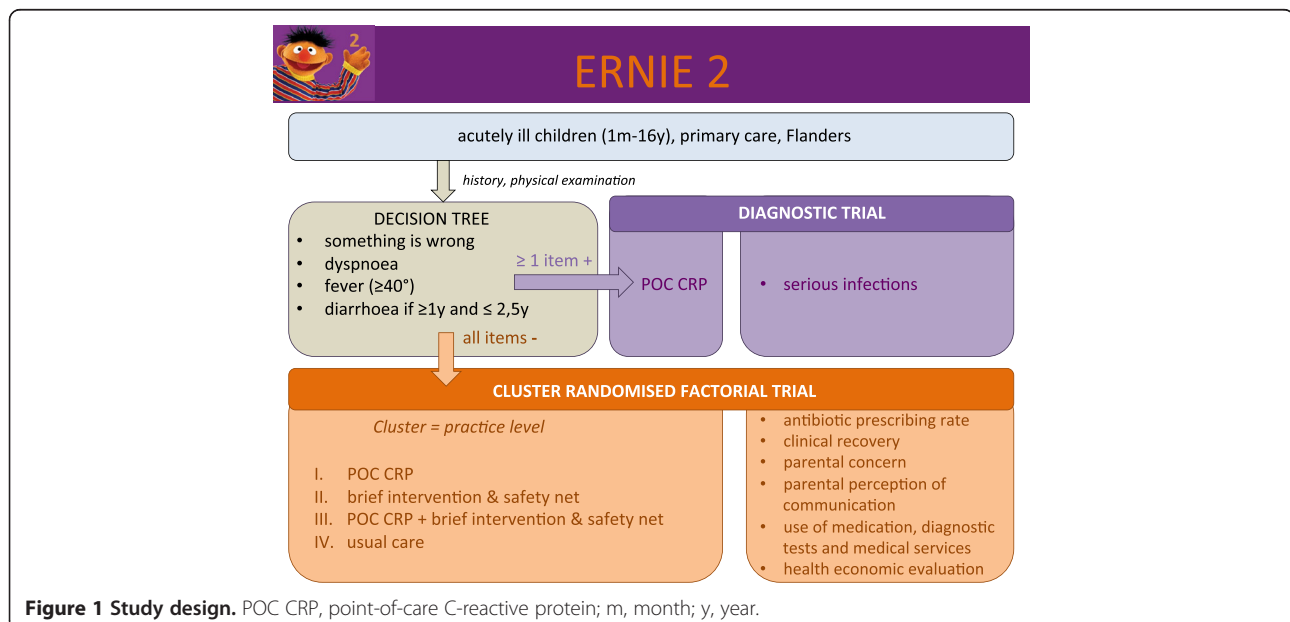 2
ERNIE 2
acutely ill children (1m-16y), primary care, Flanders
history, physical examination
DECISION TREE
• something is wrong
• dyspnoea
• fever (≥40°)
• diarrhoea if ≥1y and ≤ 2,5y
≥ 1 item +
all items -
DIAGNOSTIC TRIAL
POC CRP
• serious infections
CLUSTER RANDOMISED FACTORIAL TRIAL
Cluster = practice level
I. POC CRP
II. brief intervention & safety net
III. POC CRP + brief intervention & safety net
IV. usual care
• antibiotic prescribing rate
• clinical recovery
• parental concern
• parental perception of
communication
• use of medication, diagnostic
tests and medical services
• health economic evaluation
Figure 1 Study design. POC CRP, point-of-care C-reactive protein; m, month; y, year.